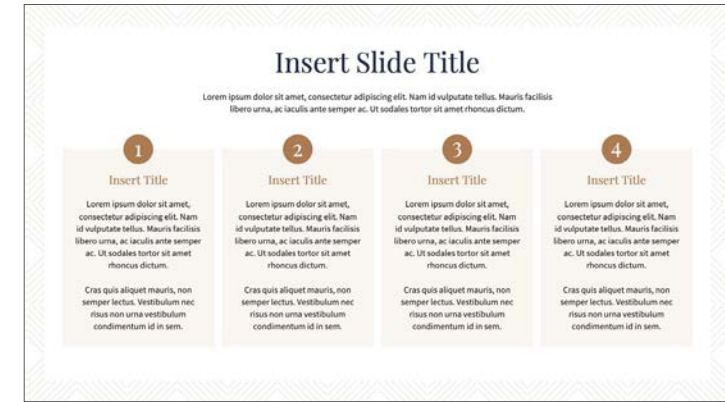 Insert Slide Title
Lorem ipsum dolor sit amet, consectetur adipiscing elit. Nam id vulputate tellus. Mauris facilisis
libero urna, ac iaculis ante semper ac. Ut sodales tortor sit amet rhoncus dictum.
1
Insert Title
Lorem ipsum dolor sit amet,
consectetur adipiscing elit. Nam
id vulputate tellus. Mauris facilisis
libero urna, ac iaculis ante semper
ac. Ut sodales tortor sit amet
rhoncus dictum.
Cras quis aliquet mauris, non
semper lectus. Vestibulum nec
risus non urna vestibulum
condimentum id in sem.
2
Insert Title
Lorem ipsum dolor sit amet,
consectetur adipiscing elit. Nam
id vulputate tellus. Mauris facilisis
libero urna, ac iaculis ante semper
ac. Ut sodales tortor sit amet
rhoncus dictum.
Cras quis aliquet mauris, non
semper lectus. Vestibulum nec
risus non urna vestibulum
condimentum id in sem.
3
Insert Title
Lorem ipsum dolor sit amet,
consectetur adipiscing elit. Nam
id vulputate tellus. Mauris facilisis
libero urna, ac iaculis ante semper
ac. Ut sodales tortor sit amet
rhoncus dictum.
Cras quis aliquet mauris, non
semper lectus. Vestibulum nec
risus non urna vestibulum
condimentum id in sem.
4
Insert Title
Lorem ipsum dolor sit amet,
consectetur adipiscing elit. Nam
id vulputate tellus. Mauris facilisis
libero urna, ac iaculis ante semper
ac. Ut sodales tortor sit amet
rhoncus dictum.
Cras quis aliquet mauris, non
semper lectus. Vestibulum nec
risus non urna vestibulum
condimentum id in sem.